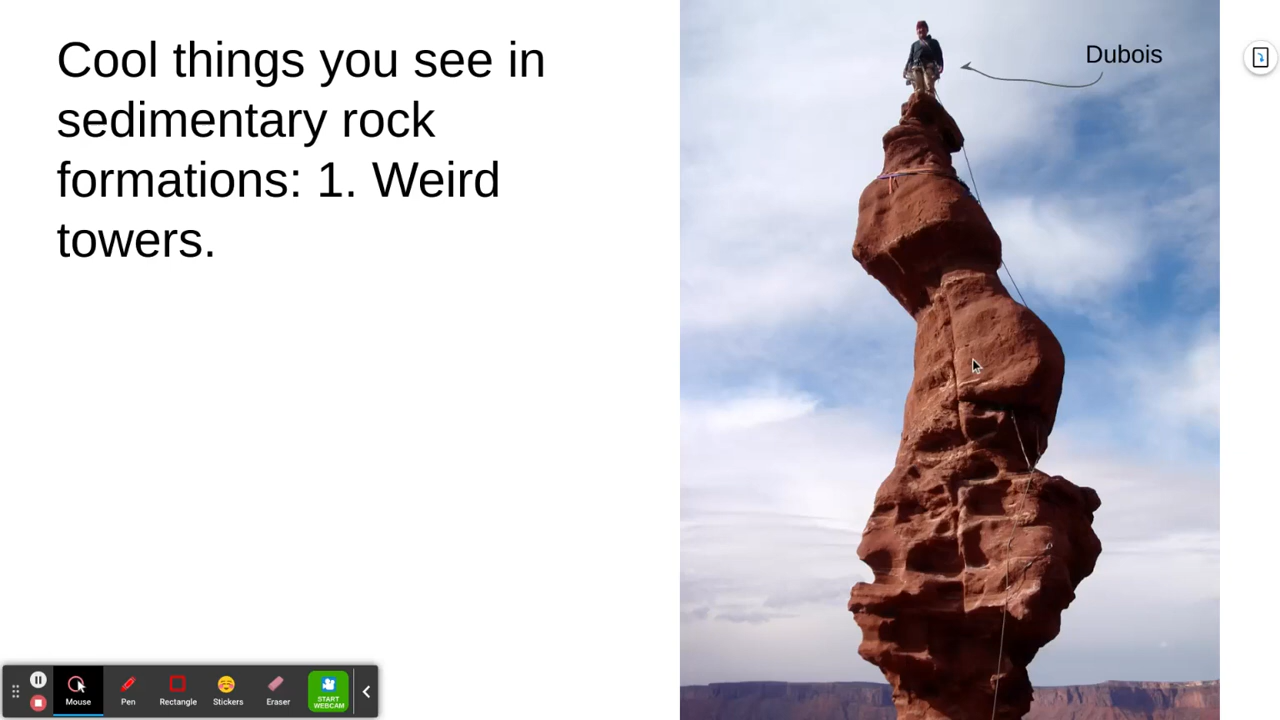 Cool things you see in
sedimentary rock
formations: 1. Weird
towers.
Dubois
Mouse
Pen
Rectangle
Stickers
Eraser
START
WEBCAM